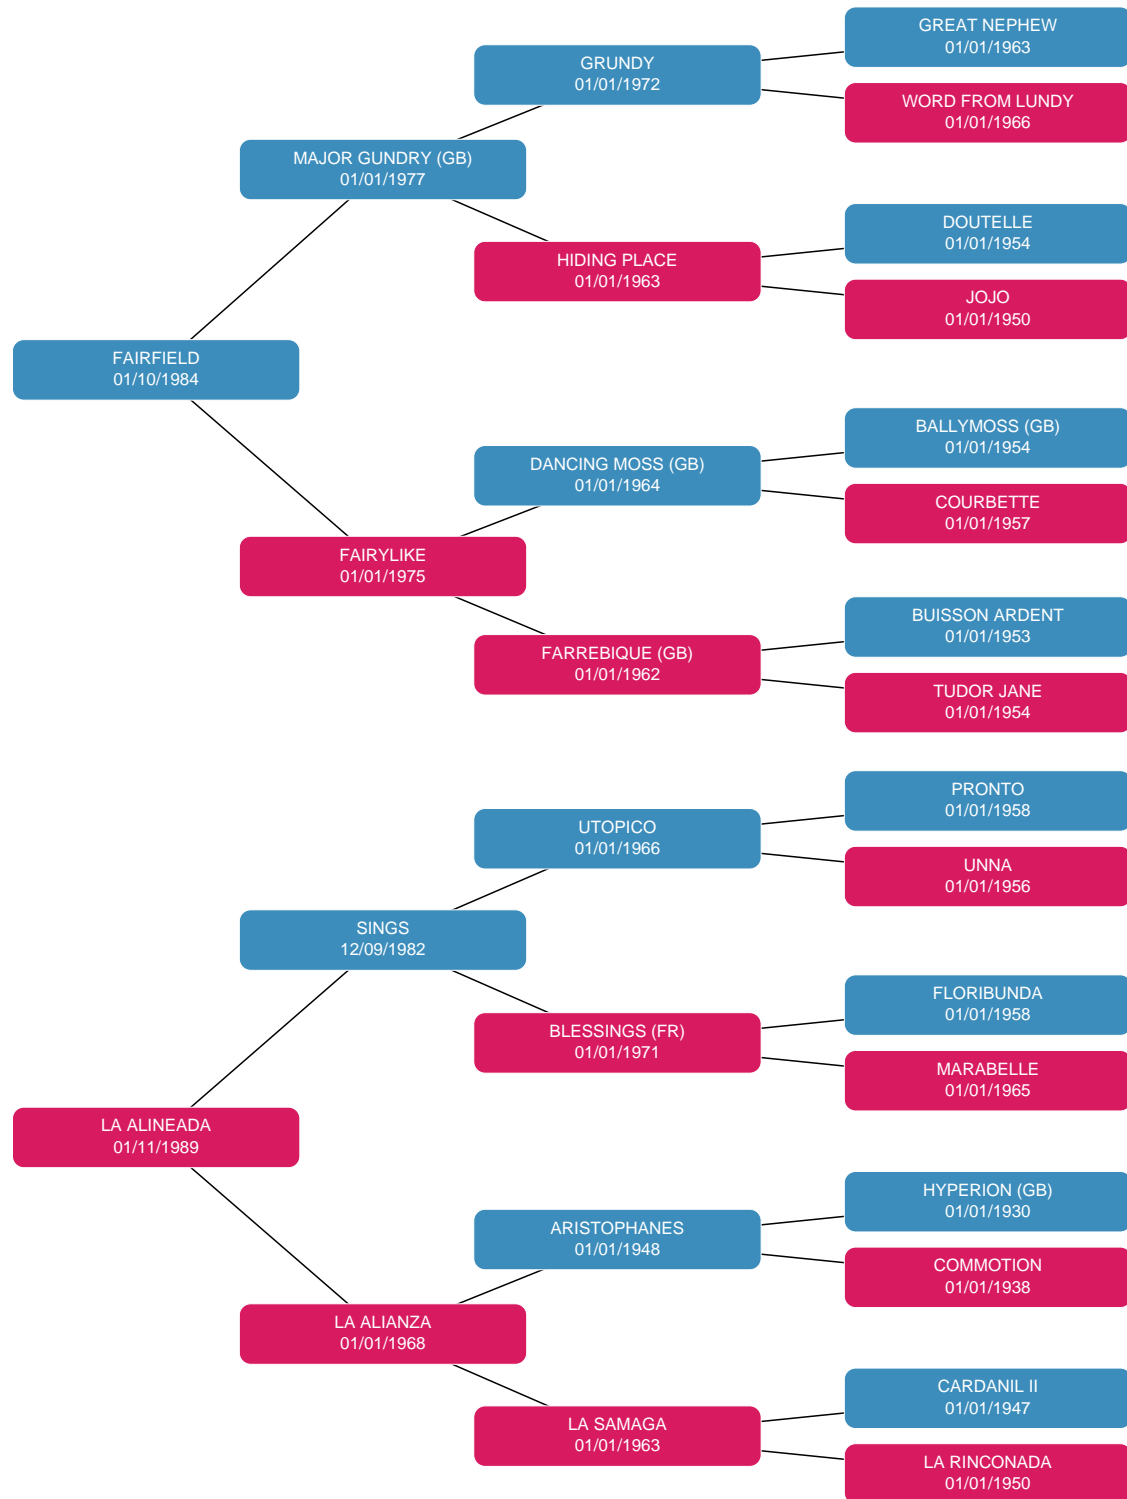 GREAT NEPHEW
01/01/1963
GRUNDY
01/01/1972
WORD FROM LUNDY
01/01/1966
MAJOR GUNDRY (GB)
01/01/1977
DOUTELLE
01/01/1954
HIDING PLACE
01/01/1963
JOJO
01/01/1950
FAIRFIELD
01/10/1984
BALLYMOSS (GB)
01/01/1954
DANCING MOSS (GB)
01/01/1964
COURBETTE
01/01/1957
FAIRYLIKE
01/01/1975
BUISSON ARDENT
01/01/1953
FARREBIQUE (GB)
01/01/1962
TUDOR JANE
01/01/1954
PRONTO
01/01/1958
UTOPICO
01/01/1966
UNNA
01/01/1956
SINGS
12/09/1982
FLORIBUNDA
01/01/1958
BLESSINGS (FR)
01/01/1971
MARABELLE
01/01/1965
LA ALINEADA
01/11/1989
HYPERION (GB)
01/01/1930
ARISTOPHANES
01/01/1948
COMMOTION
01/01/1938
LA ALIANZA
01/01/1968
CARDANIL II
01/01/1947
LA SAMAGA
01/01/1963
LA RINCONADA
01/01/1950